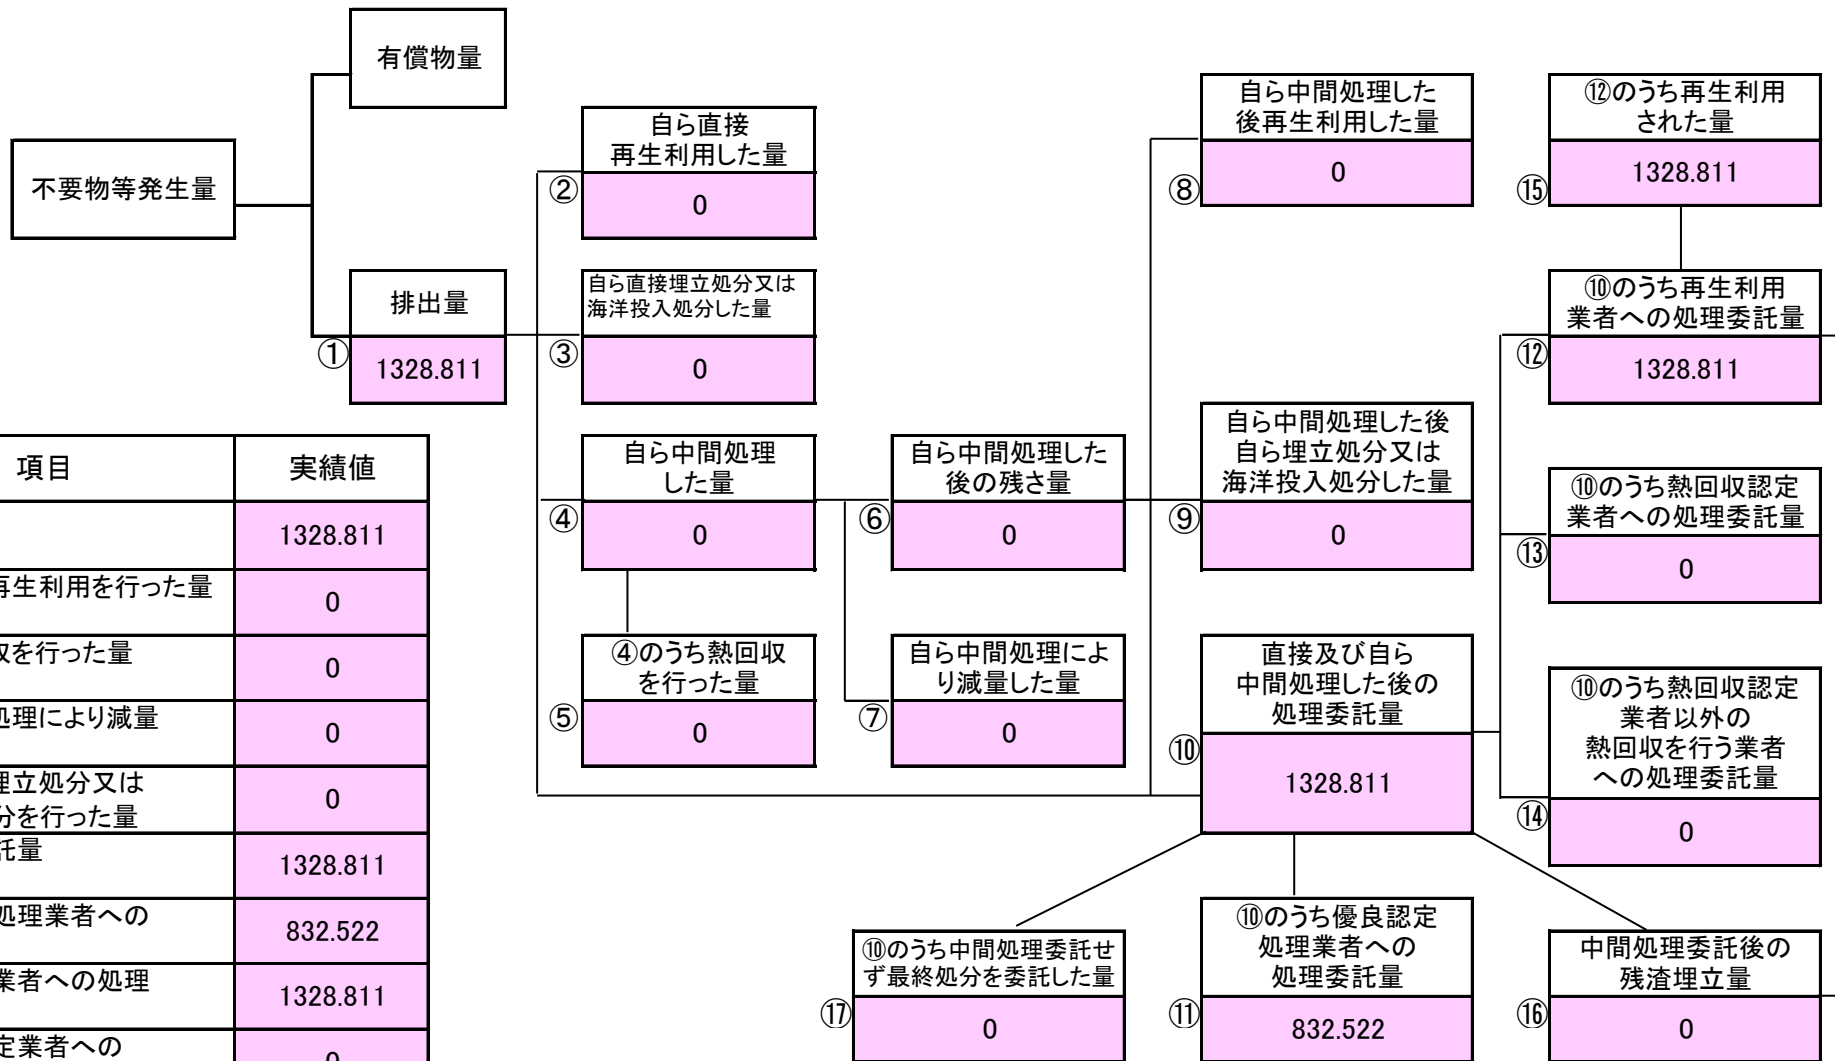 有償物量
不要物等発生量
排出量
①
1328.811
自ら直接
再生利用した量
②
0
自ら直接埋立処分又は
海洋投入処分した量
③
0
自ら中間処理
した量
④
0
④のうち熱回収
を行った量
⑤
0
自ら中間処理した
後の残さ量
⑥
0
自ら中間処理によ
り減量した量
⑦
0
自ら中間処理した
後再生利用した量
⑧
0
自ら中間処理した後
自ら埋立処分又は
海洋投入処分した量
⑨
0
直接及び自ら
中間処理した後の
処理委託量
⑩
1328.811
⑫のうち再生利用
された量
⑮
1328.811
⑩のうち再生利用
業者への処理委託量
⑫
1328.811
⑩のうち熱回収認定
業者への処理委託量
⑬
0
⑩のうち熱回収認定
業者以外の
熱回収を行う業者
への処理委託量
⑭
0
⑩のうち中間処理委託せ
ず最終処分を委託した量
⑰
0
⑩のうち優良認定
処理業者への
処理委託量
⑪
832.522
中間処理委託後の
残渣埋立量
⑯
0
項目 実績値
1328.811
再生利用を行った量 0
を行った量 0
処理により減量 0
埋立処分又は
を行った量 0
託量 1328.811
処理業者への 832.522
業者への処理 1328.811
定業者への 0